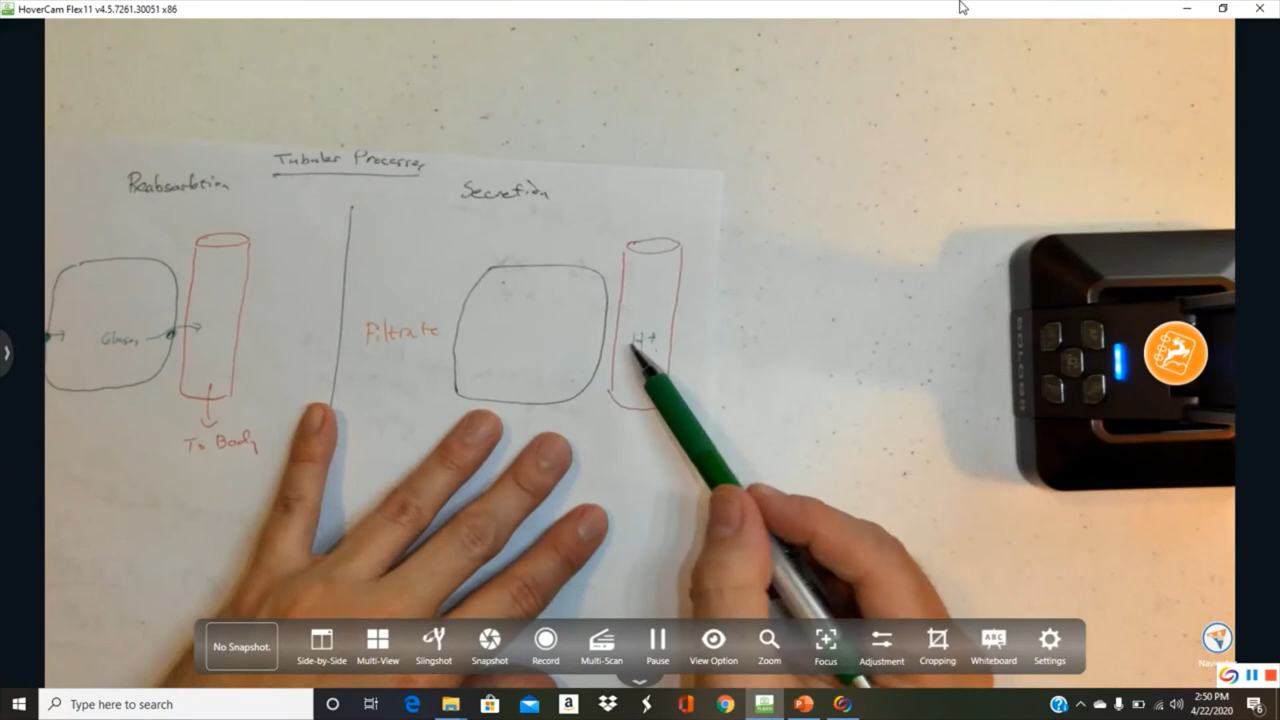 HoverCam Flex11 v4.5.7261.30051 x86
Tubular Processes
Reabsorbtion
Secretion
Filtrate
H+
To Body
No Snapshot.
Side-by-Side
Multi-View
Slingshot
Snapshot
Record
Multi-Scan
Pause
View Option
Zoom
Focus
Adjustment
Cropping
ABC
Whiteboard
Settings
Type here to search
2:50 PM
4/22/2020
6